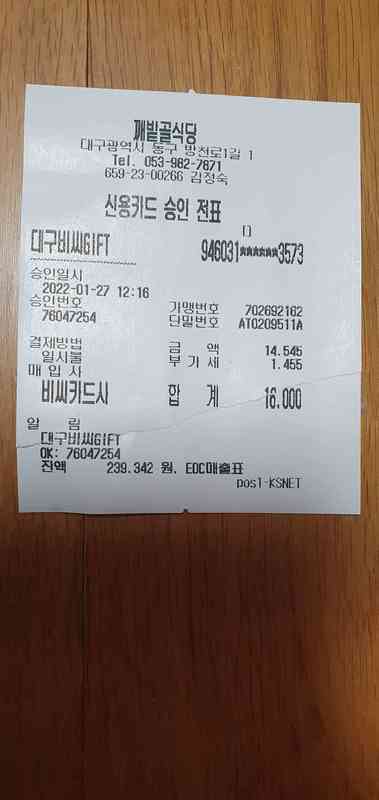 깨밭골식당
대구광역시 동구 방천로1길 1
Tel. 053-982-7671
659-23-00266 김정숙
신용카드 승인 전표
대구비씨GIFT 946031******3573
승인일시
2022-01-27 12:16
승인번호 가맹번호 702692162
76047254 단말번호 AT0209511A
결제방법 금 액 14.545
일시불 부 가 세 1.455
매 입 사
비씨카드사 합 계 16.000
알 림
대구비씨GIFT
OK: 76047254
잔액 239.342 원. EDC매출표
pos1-KSNET